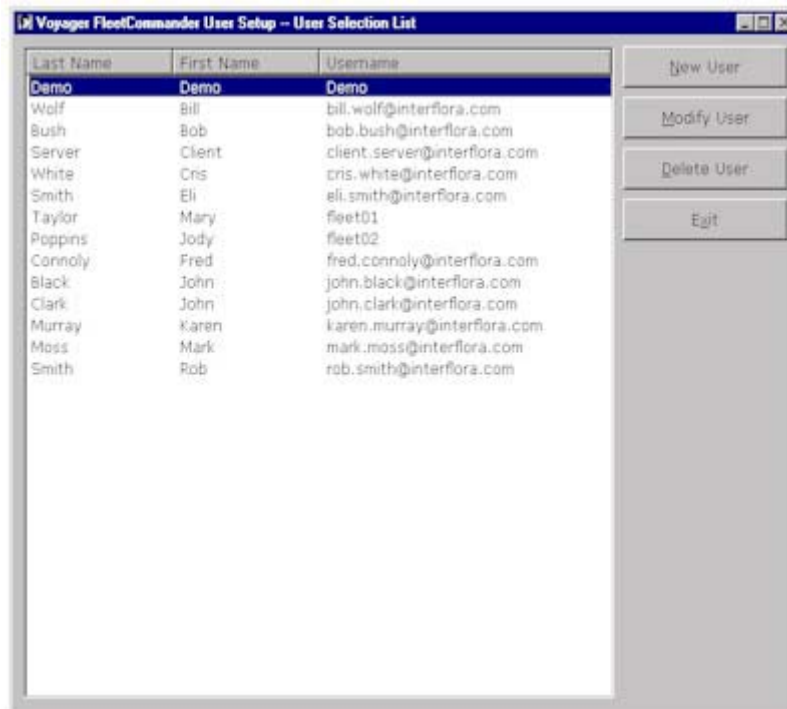 Voyager FleetCommander User Setup -- User Selection List
Last Name First Name Username
Demo Demo Demo
Wolf Bill bill.wolf@interflora.com
Bush Bob bob.bush@interflora.com
Server Client client.server@interflora.com
White Cris cris.white@interflora.com
Smith Eli eli.smith@interflora.com
Taylor Mary fleet01
Poppins Jody fleet02
Connoly Fred fred.connoly@interflora.com
Black John john.black@interflora.com
Clark John john.clark@interflora.com
Murray Karen karen.murray@interflora.com
Moss Mark mark.moss@interflora.com
Smith Rob rob.smith@interflora.com
New User
Modify User
Delete User
Exit